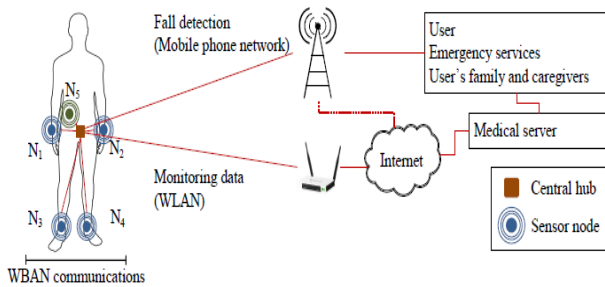 Fall detection
(Mobile phone network)
User
Emergency services
User's family and caregivers
N5
N1
N2
Internet
Medical server
Monitoring data
(WLAN)
N3
N4
Central hub
Sensor node
WBAN communications